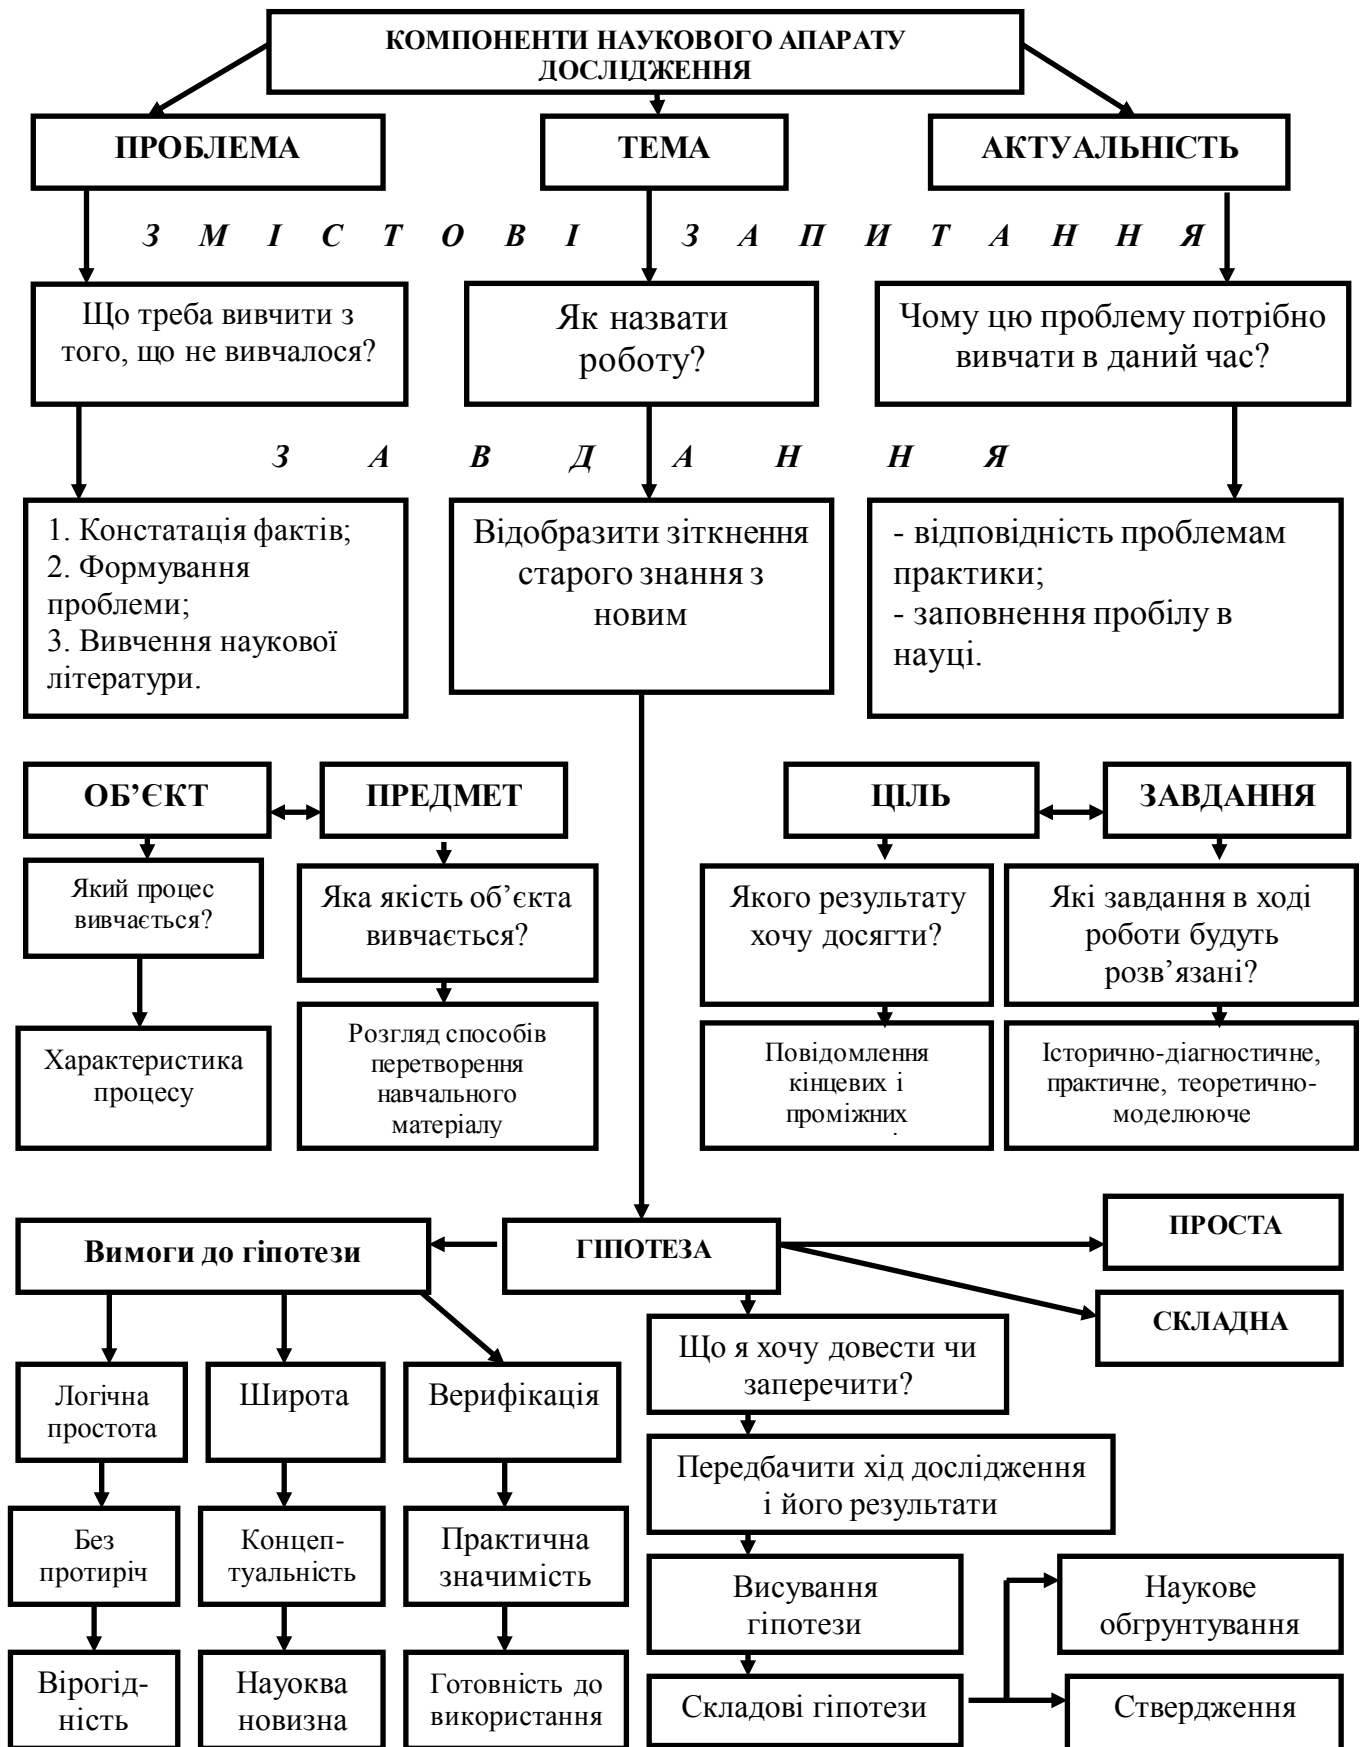 КОМПОНЕНТИ НАУКОВОГО АПАРАТУ
ДОСЛІДЖЕННЯ
ПРОБЛЕМА
ТЕМА
АКТУАЛЬНІСТЬ
З М І С Т О В І З А П И Т А Н Н Я
Що треба вивчити з
того, що не вивчалося?
Як назвати
роботу?
Чому цю проблему потрібно
вивчати в даний час?
З А В Д А Н Н Я
1. Констатація фактів;
2. Формування
проблеми;
3. Вивчення наукової
літератури.
Відобразити зіткнення
старого знання з
новим
- відповідність проблемам
практики;
- заповнення пробілу в
науці.
ОБ’ЄКТ
ПРЕДМЕТ
ЦІЛЬ
ЗАВДАННЯ
Який процес
вивчається?
Яка якість об’єкта
вивчається?
Якого результату
хочу досягти?
Які завдання в ході
роботи будуть
розв’язані?
Характеристика
процесу
Розгляд способів
перетворення
навчального
матеріалу
Повідомлення
кінцевих і
проміжних
Історично-діагностичне,
практичне, теоретично-
моделююче
Вимоги до гіпотези
ГІПОТЕЗА
ПРОСТА
СКЛАДНА
Логічна
простота
Широта
Верифікація
Що я хочу довести чи
заперечити?
Передбачити хід дослідження
і його результати
Без
протиріч
Концеп-
туальність
Практична
значимість
Висування
гіпотези
Наукове
обгрунтування
Вірогід-
ність
Науоква
новизна
Готовність до
використання
Складові гіпотези
Ствердження